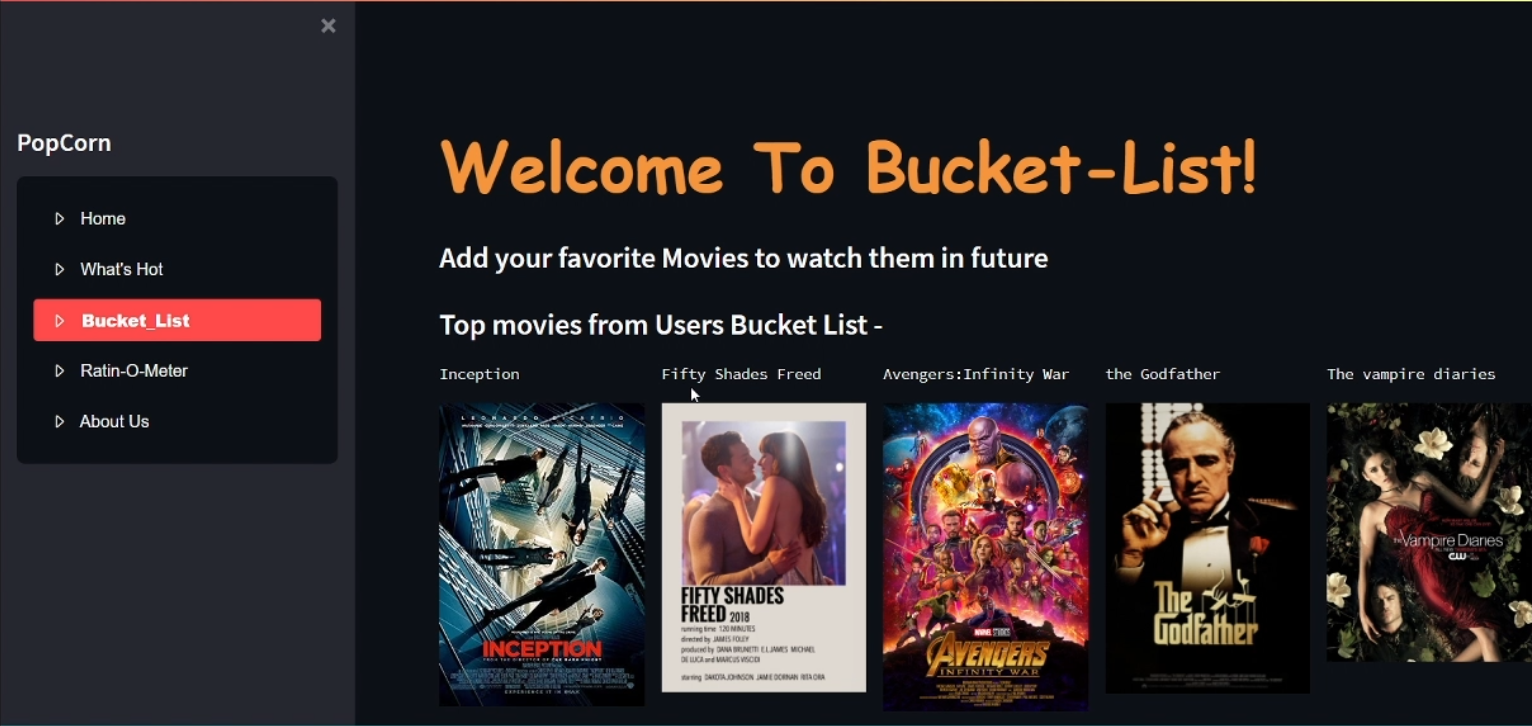 PopCorn
Home
What's Hot
Bucket_List
Ratin-O-Meter
About Us
Welcome To Bucket-List!
Add your favorite Movies to watch them in future
Top movies from Users Bucket List -
Inception
Fifty Shades Freed
Avengers:Infinity War
the Godfather
The vampire diaries
LEONARDO DICAPRIO
INCEPTION
FROM THE DIRECTOR OF THE DARK KNIGHT
EXPERIENCE IT IN IMAX
FIFTY SHADES
FREED 2018
running time 120 MINUTES
directed by JAMES FOLEY
produced by DANA BRUNETTI E.L.JAMES MICHAEL
DE LUCA and MARCUS VISCIDI
starring DAKOTA JOHNSON JAMIE DORNAN RITA ORA
MARVEL STUDIOS
AVENGERS
INFINITY WAR
The
Godfather
the Vampire Diaries
CW